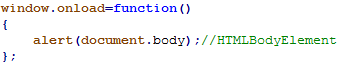 window.onload=function()
{
    alert(document.body);//HTMLBodyElement
};